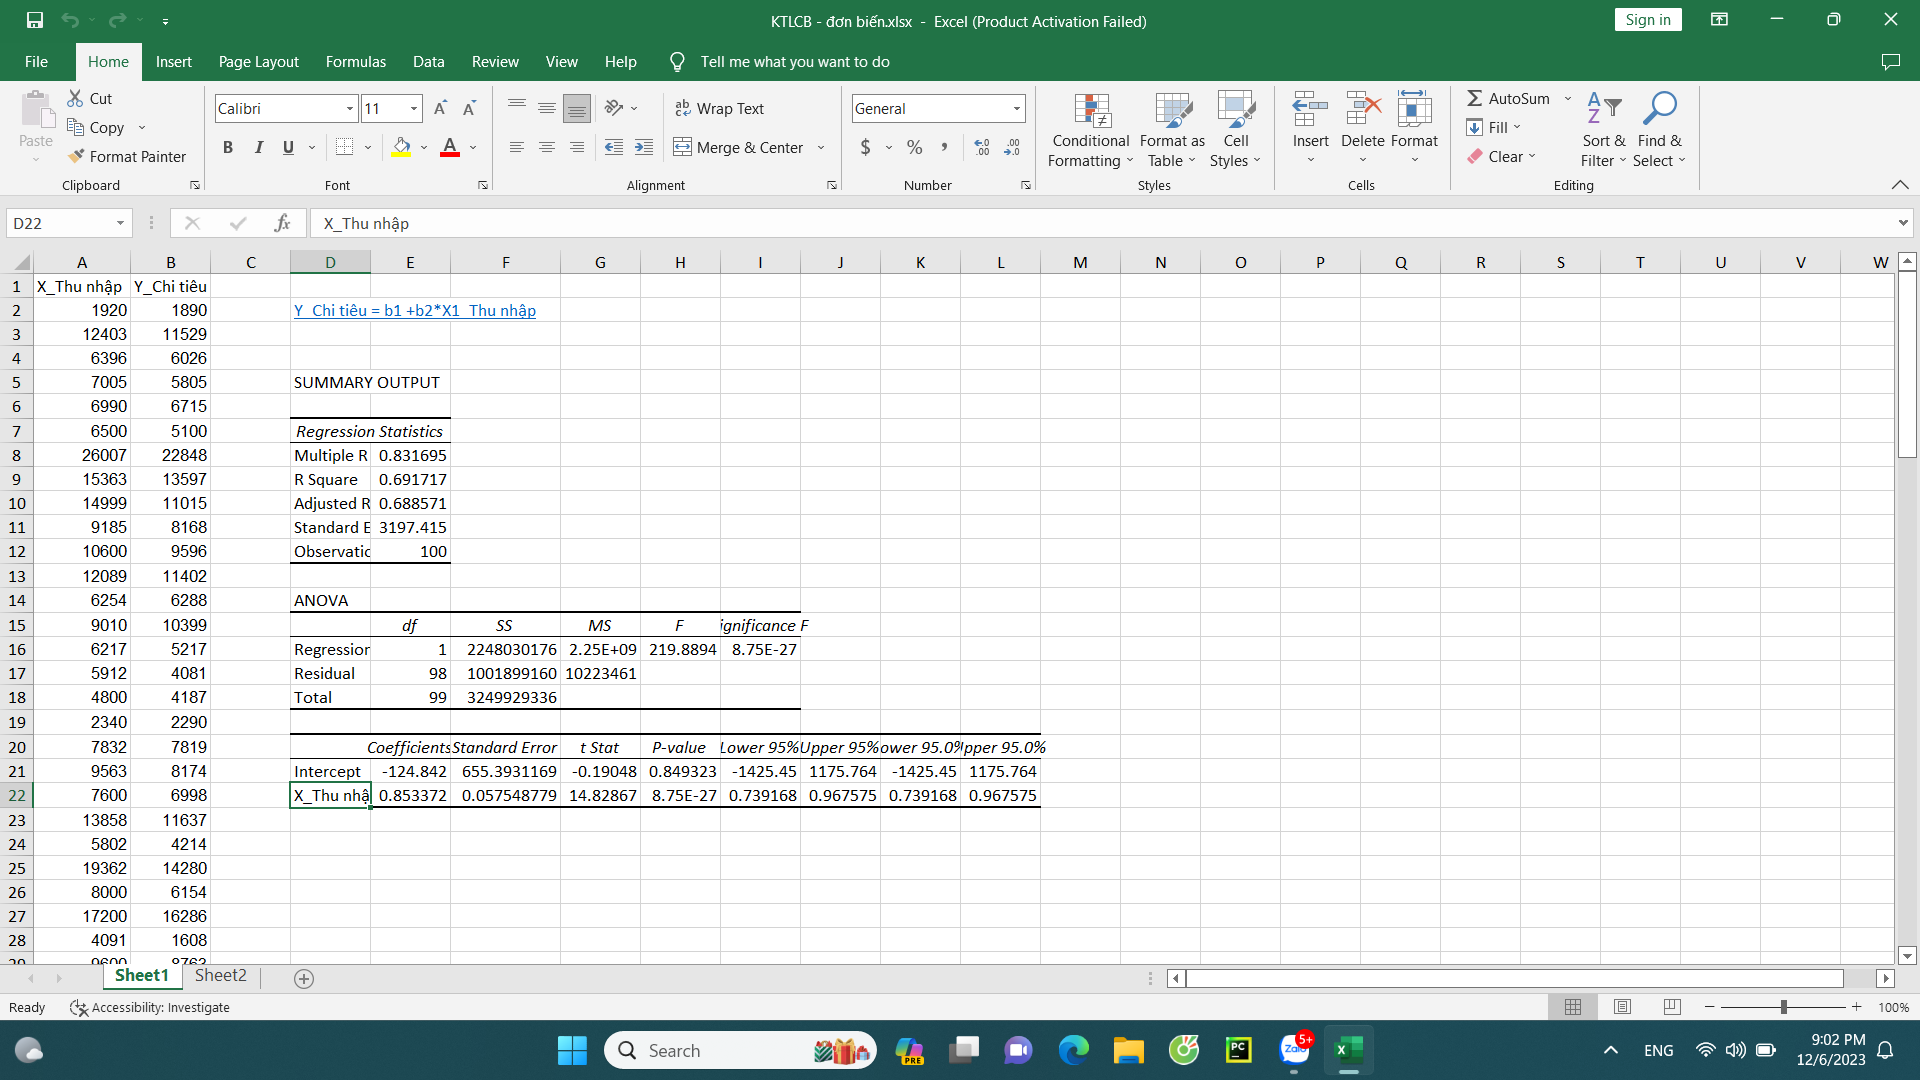 KTLCB - đơn biến.xlsx - Excel (Product Activation Failed)
Sign in
File Home Insert Page Layout Formulas Data Review View Help Tell me what you want to do
Paste
Cut
Copy
Format Painter
Clipboard
Calibri 11
B I U
Font
Wrap Text
Merge & Center
Alignment
General
$ % ,
Number
Conditional Formatting
Format as Table
Cell Styles
Styles
Insert Delete Format
Cells
AutoSum
Fill
Clear
Sort & Filter
Find & Select
Editing
D22
fx
X_Thu nhập
A B C D E F G H I J K L M N O P Q R S T U V W
1 X_Thu nhập Y_Chi tiêu
2 1920 1890 Y_Chi tiêu = b1 +b2*X1_Thu nhập
3 12403 11529
4 6396 6026
5 7005 5805 SUMMARY OUTPUT
6 6990 6715
7 6500 5100 Regression Statistics
8 26007 22848 Multiple R 0.831695
9 15363 13597 R Square 0.691717
10 14999 11015 Adjusted R 0.688571
11 9185 8168 Standard E 3197.415
12 10600 9596 Observatic 100
13 12089 11402
14 6254 6288 ANOVA
15 9010 10399 df SS MS F ignificance F
16 6217 5217 Regression 1 2248030176 2.25E+09 219.8894 8.75E-27
17 5912 4081 Residual 98 1001899160 10223461
18 4800 4187 Total 99 3249929336
19 2340 2290
20 7832 7819 Coefficients Standard Error t Stat P-value Lower 95% Upper 95% ower 95.0% pper 95.0%
21 9563 8174 Intercept -124.842 655.3931169 -0.19048 0.849323 -1425.45 1175.764 -1425.45 1175.764
22 7600 6998 X_Thu nhậ 0.853372 0.057548779 14.82867 8.75E-27 0.739168 0.967575 0.739168 0.967575
23 13858 11637
24 5802 4214
25 19362 14280
26 8000 6154
27 17200 16286
28 4091 1608
29 9600 8763
Sheet1 Sheet2
Ready Accessibility: Investigate 100%
Search
PRE
PC
Zalo
5+
ENG
9:02 PM
12/6/2023